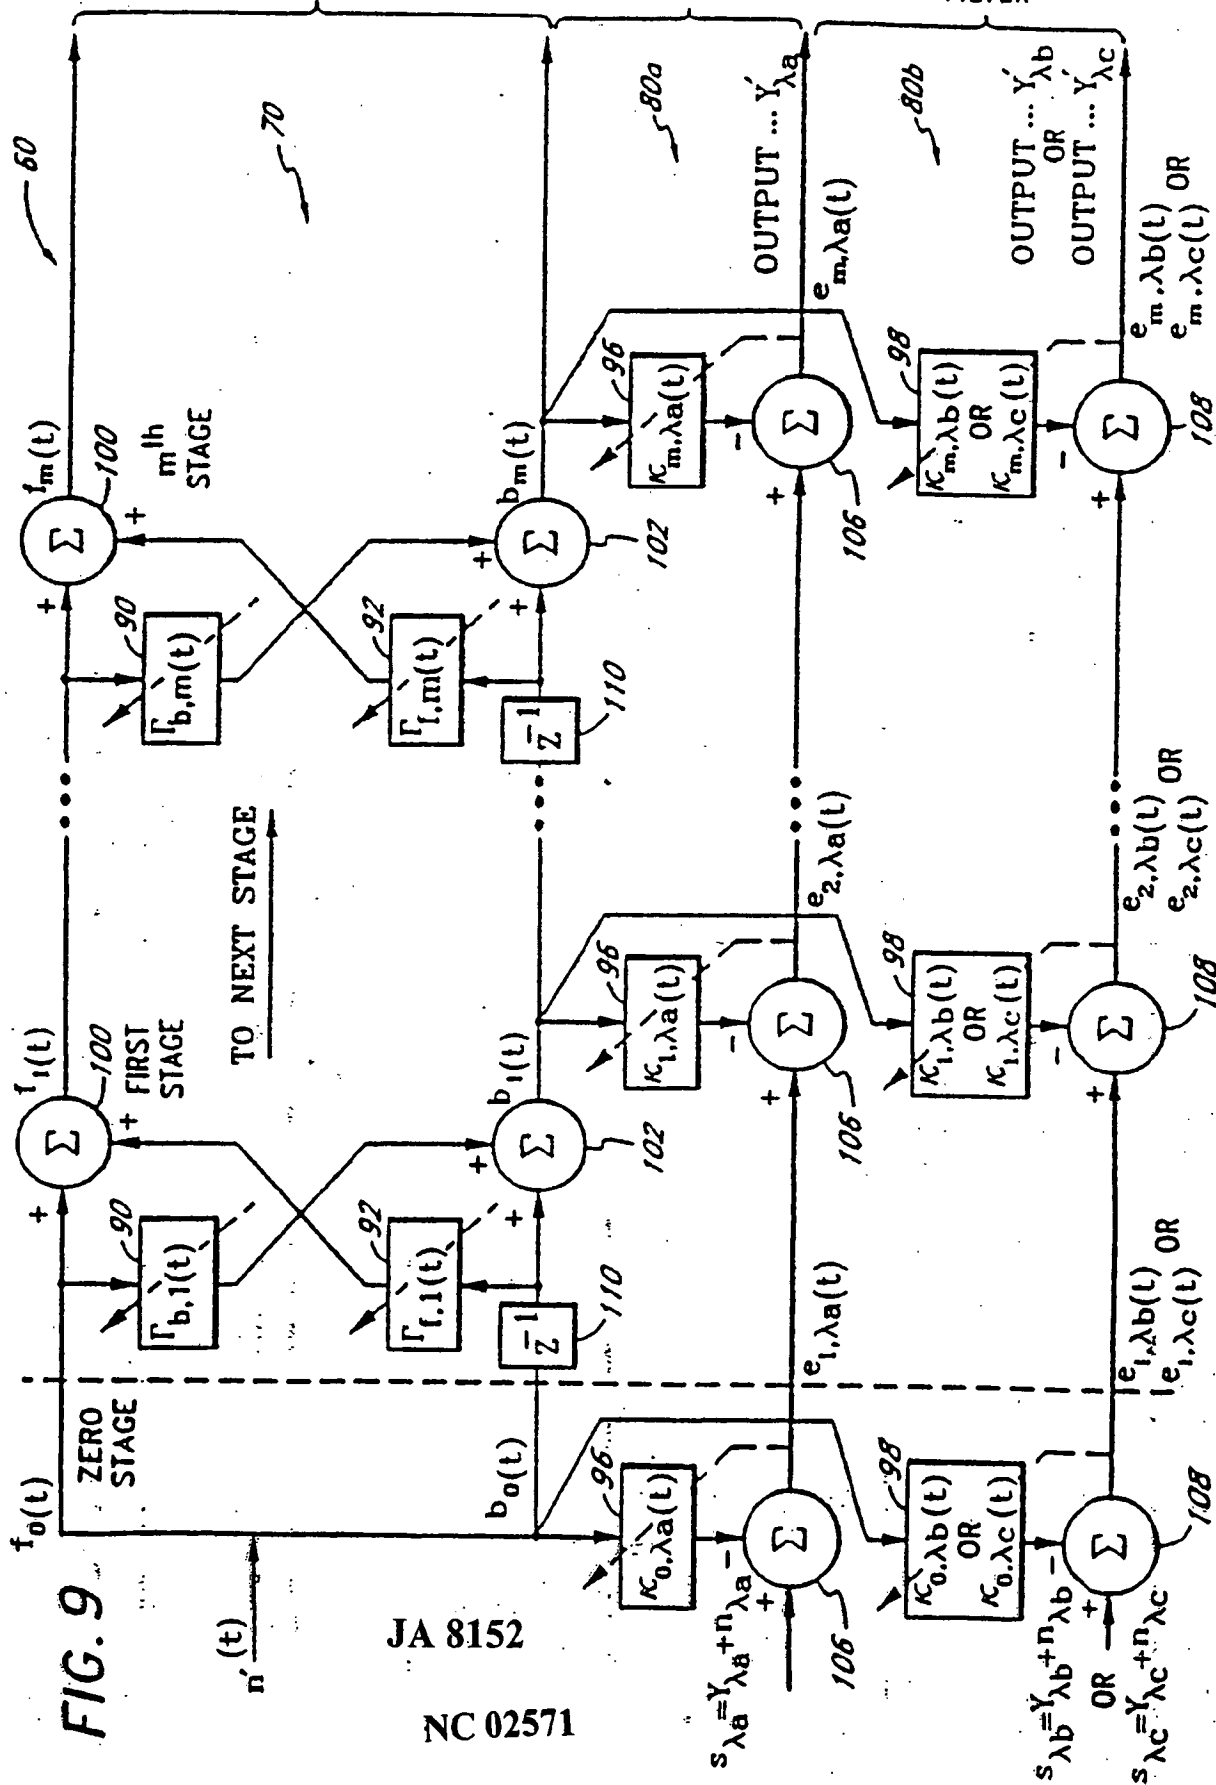 FIG. 9
JA 8152
NC 02571
60
70
80a
80b
n′(t)
f₀(t)
ZERO
STAGE
b₀(t)
90
Γb,1(t)
92
Γf,1(t)
Z⁻¹
110
+
Σ
100
f₁(t)
+
FIRST
STAGE
+
+
Σ
102
b₁(t)
TO NEXT STAGE
90
Γb,m(t)
92
Γf,m(t)
Z⁻¹
110
+
Σ
100
fm(t)
+
mth
STAGE
+
+
Σ
102
bm(t)
sλa=Yλa+nλa
96
κ0,λa(t)
+
−
Σ
106
e1,λa(t)
96
κ1,λa(t)
+
−
Σ
106
e2,λa(t)
96
κm,λa(t)
+
−
Σ
106
em,λa(t)
OUTPUT ... Y′λa
sλb=Yλb+nλb
OR
sλc=Yλc+nλc
98
κ0,λb(t)
OR
κ0,λc(t)
+
−
Σ
108
e1,λb(t) OR
e1,λc(t)
98
κ1,λb(t)
OR
κ1,λc(t)
+
−
Σ
108
e2,λb(t) OR
e2,λc(t)
98
κm,λb(t)
OR
κm,λc(t)
+
−
Σ
108
em,λb(t) OR
em,λc(t)
OUTPUT ... Y′λb
OR
OUTPUT ... Y′λc